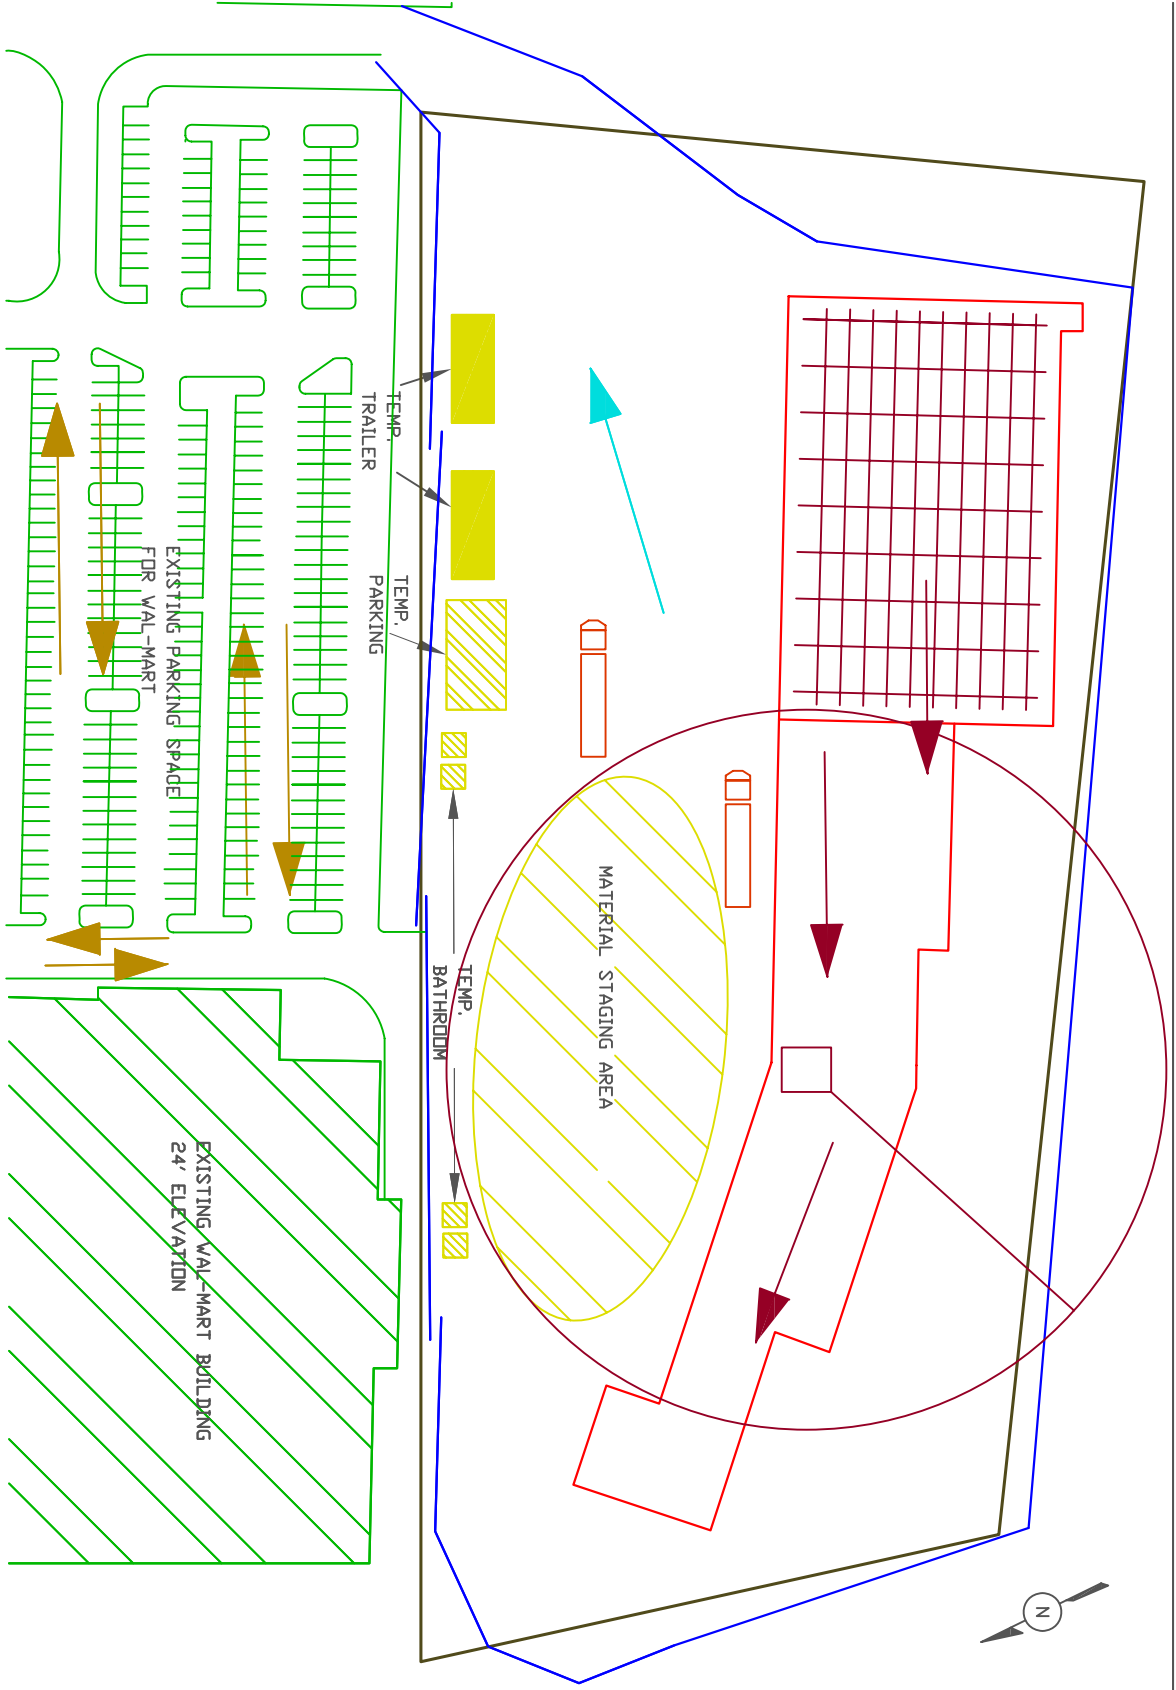 TEMP.
TRAILER
TEMP.
PARKING
EXISTING PARKING SPACE
FOR WAL-MART
MATERIAL STAGING AREA
TEMP.
BATHROOM
EXISTING WAL-MART BUILDING
24' ELEVATION
N